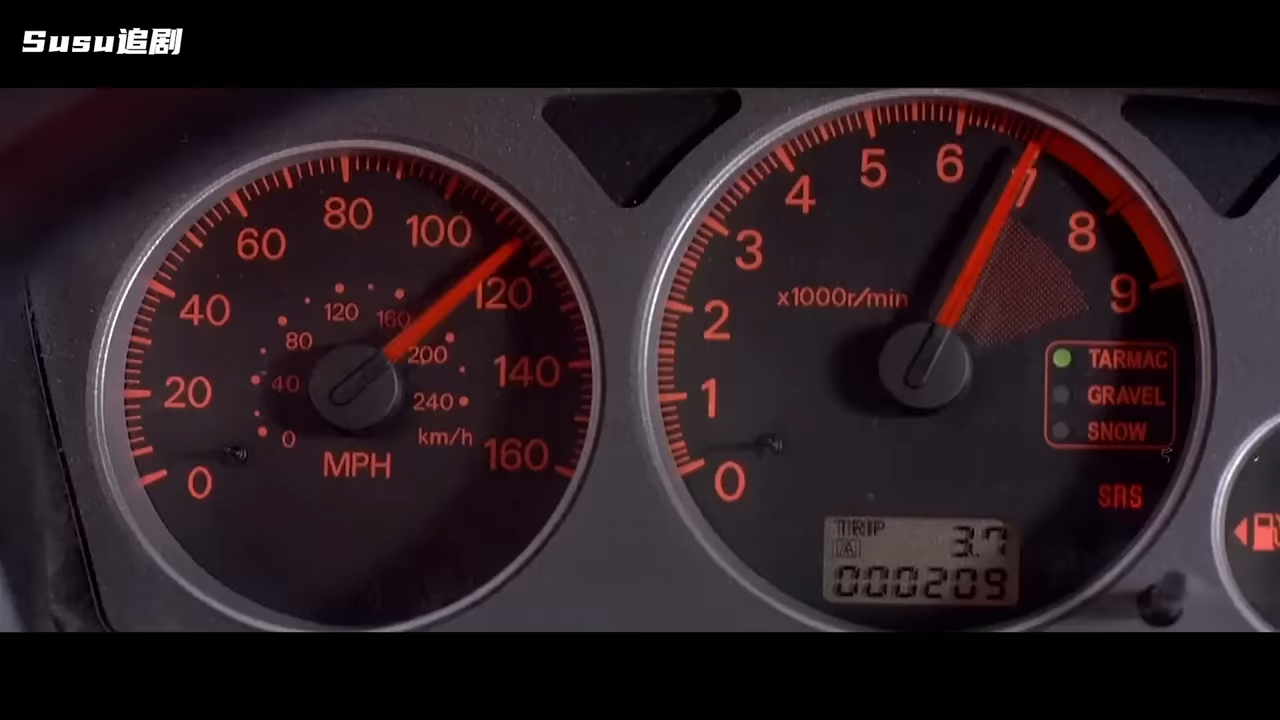 Susu追剧
0 20 40 60 80 100 120 140 160
0 40 80 120 160 200 240
km/h
MPH
0 1 2 3 4 5 6 7 8 9
x1000r/min
TARMAC
GRAVEL
SNOW
SRS
TRIP
A 3.7
000209